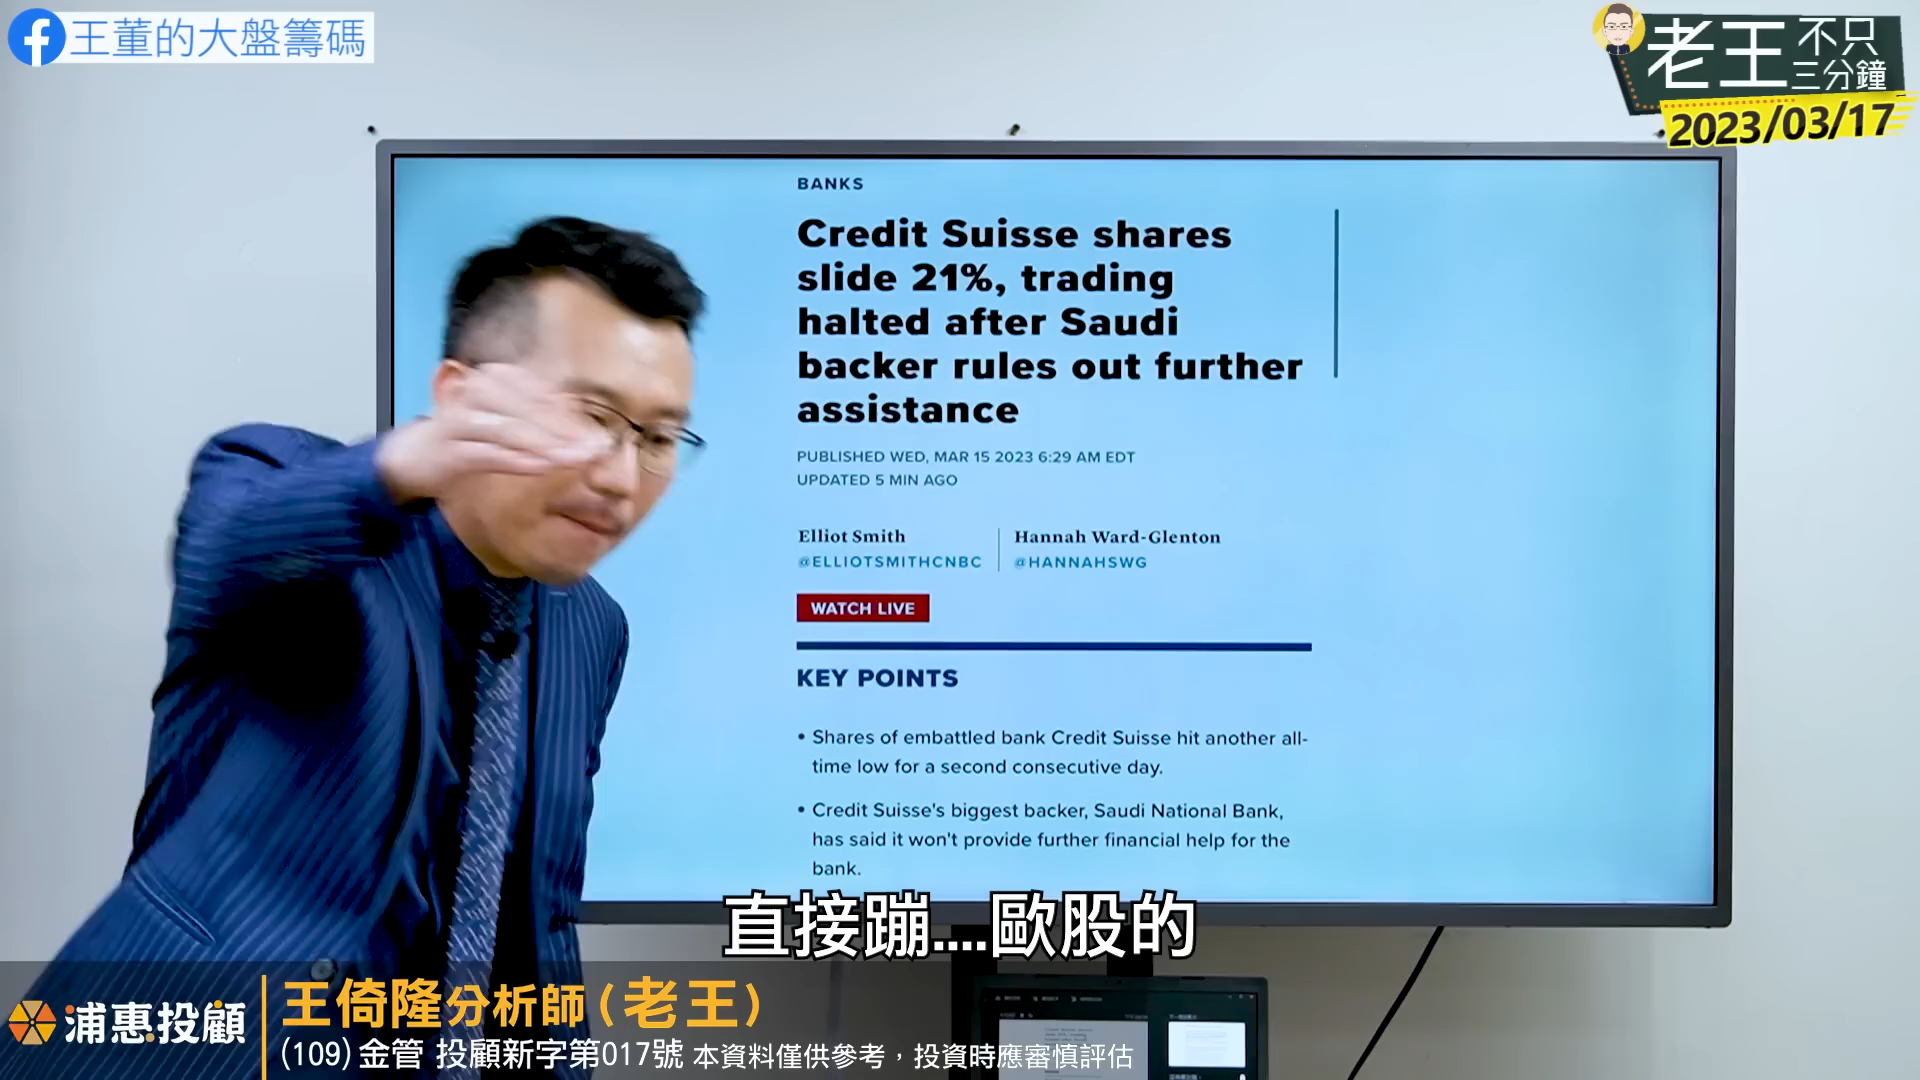 王董的大盤籌碼
老王不只三分鐘
2023/03/17
BANKS
Credit Suisse shares
slide 21%, trading
halted after Saudi
backer rules out further
assistance
PUBLISHED WED, MAR 15 2023 6:29 AM EDT
UPDATED 5 MIN AGO
Elliot Smith
@ELLIOTSMITHCNBC
Hannah Ward-Glenton
@HANNAHSWG
WATCH LIVE
KEY POINTS
• Shares of embattled bank Credit Suisse hit another all-
time low for a second consecutive day.
• Credit Suisse's biggest backer, Saudi National Bank,
has said it won't provide further financial help for the
bank.
直接蹦....歐股的
浦惠投顧
王倚隆分析師(老王)
(109)金管 投顧新字第017號 本資料僅供參考，投資時應審慎評估